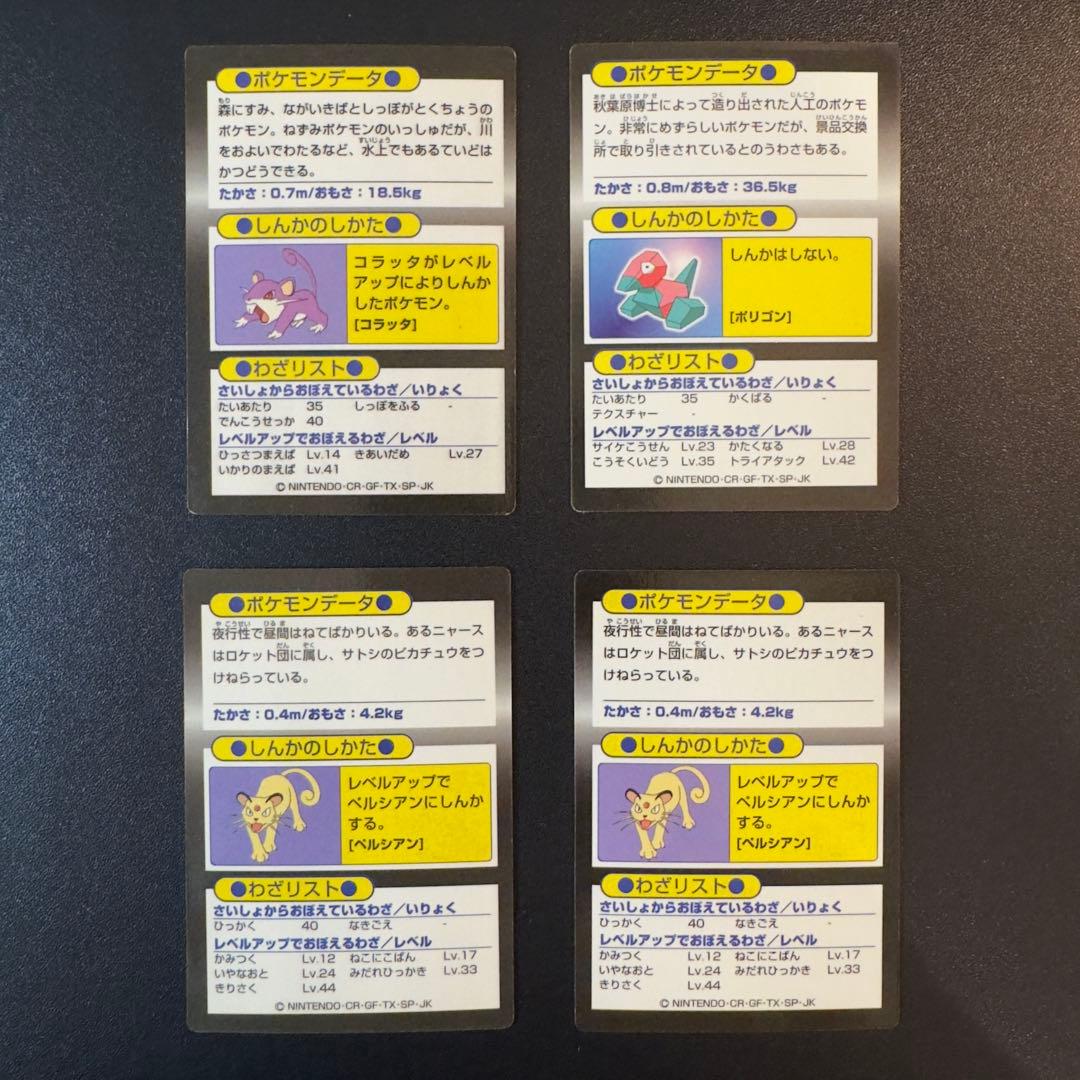 ●ポケモンデータ●
森にすみ、ながいきばとしっぽがとくちょうの
ポケモン。ねずみポケモンのいっしゅだが、川
をおよいでわたるなど、水上でもあるていどは
かつどうできる。
たかさ：0.7m/おもさ：18.5kg
●しんかのしかた●
コラッタがレベル
アップによりしんか
したポケモン。
[コラッタ]
●わざリスト●
さいしょからおぼえているわざ／いりょく
たいあたり 35 しっぽをふる -
でんこうせっか 40
レベルアップでおぼえるわざ／レベル
ひっさつまえば Lv.14 きあいだめ Lv.27
いかりのまえば Lv.41
© NINTENDO·CR·GF·TX·SP·JK
●ポケモンデータ●
秋葉原博士によって造り出された人工のポケモ
ン。非常にめずらしいポケモンだが、景品交換
所で取り引きされているとのうわさもある。
たかさ：0.8m/おもさ：36.5kg
●しんかのしかた●
しんかはしない。
[ポリゴン]
●わざリスト●
さいしょからおぼえているわざ／いりょく
たいあたり 35 かくばる -
テクスチャー -
レベルアップでおぼえるわざ／レベル
サイケこうせん Lv.23 かたくなる Lv.28
こうそくいどう Lv.35 トライアタック Lv.42
© NINTENDO·CR·GF·TX·SP·JK
●ポケモンデータ●
夜行性で昼間はねてばかりいる。あるニャース
はロケット団に属し、サトシのピカチュウをつ
けねらっている。
たかさ：0.4m/おもさ：4.2kg
●しんかのしかた●
レベルアップで
ペルシアンにしんか
する。
[ペルシアン]
●わざリスト●
さいしょからおぼえているわざ／いりょく
ひっかく 40 なきごえ -
レベルアップでおぼえるわざ／レベル
かみつく Lv.12 ねこにこばん Lv.17
いやなおと Lv.24 みだれひっかき Lv.33
きりさく Lv.44
© NINTENDO·CR·GF·TX·SP·JK
●ポケモンデータ●
夜行性で昼間はねてばかりいる。あるニャース
はロケット団に属し、サトシのピカチュウをつ
けねらっている。
たかさ：0.4m/おもさ：4.2kg
●しんかのしかた●
レベルアップで
ペルシアンにしんか
する。
[ペルシアン]
●わざリスト●
さいしょからおぼえているわざ／いりょく
ひっかく 40 なきごえ -
レベルアップでおぼえるわざ／レベル
かみつく Lv.12 ねこにこばん Lv.17
いやなおと Lv.24 みだれひっかき Lv.33
きりさく Lv.44
© NINTENDO·CR·GF·TX·SP·JK